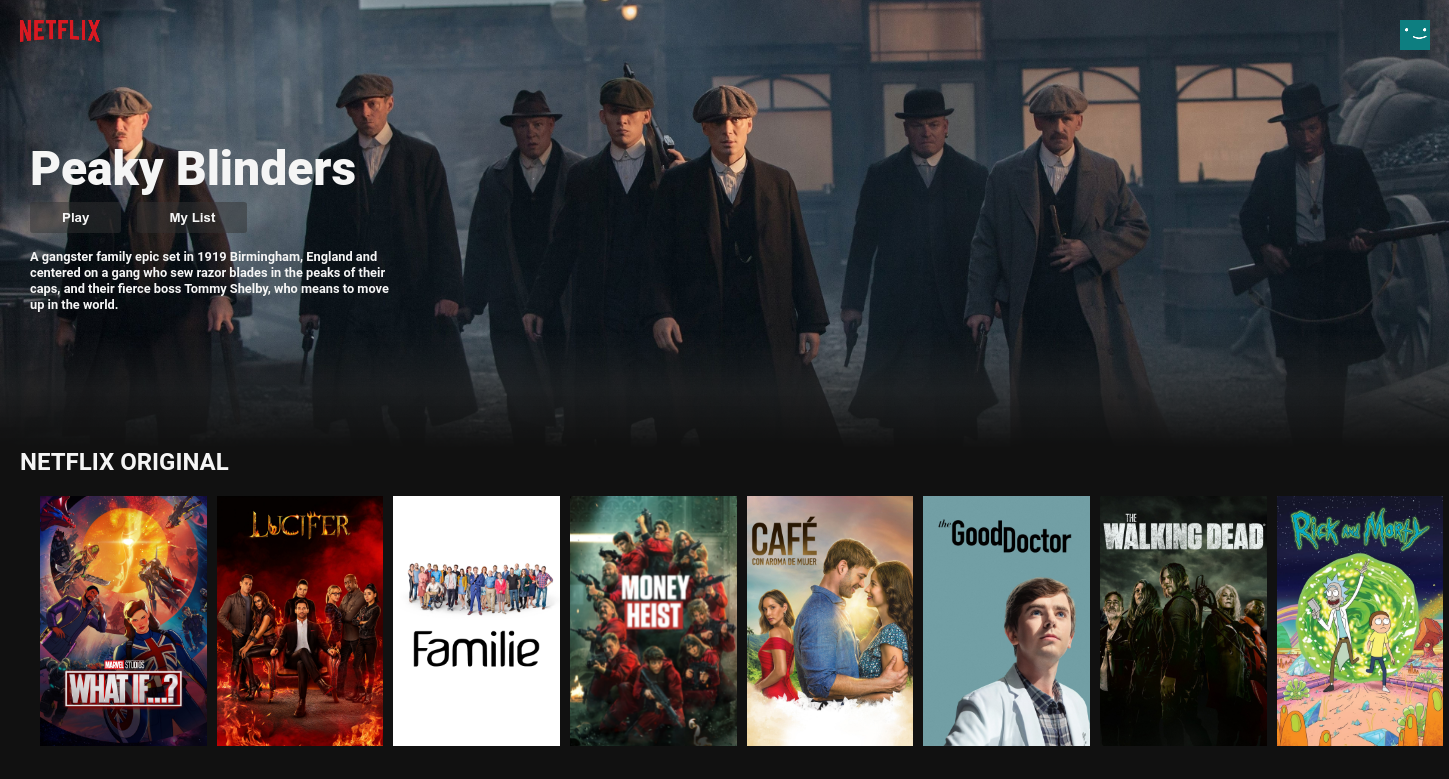 NETFLIX
Peaky Blinders
Play
My List
A gangster family epic set in 1919 Birmingham, England and
centered on a gang who sew razor blades in the peaks of their
caps, and their fierce boss Tommy Shelby, who means to move
up in the world.
NETFLIX ORIGINAL
MARVEL STUDIOS
WHAT IF...?
LUCIFER
Familie
MONEY
HEIST
CAFÉ
CON AROMA DE MUJER
the Good Doctor
THE
WALKING DEAD
Rick and Morty